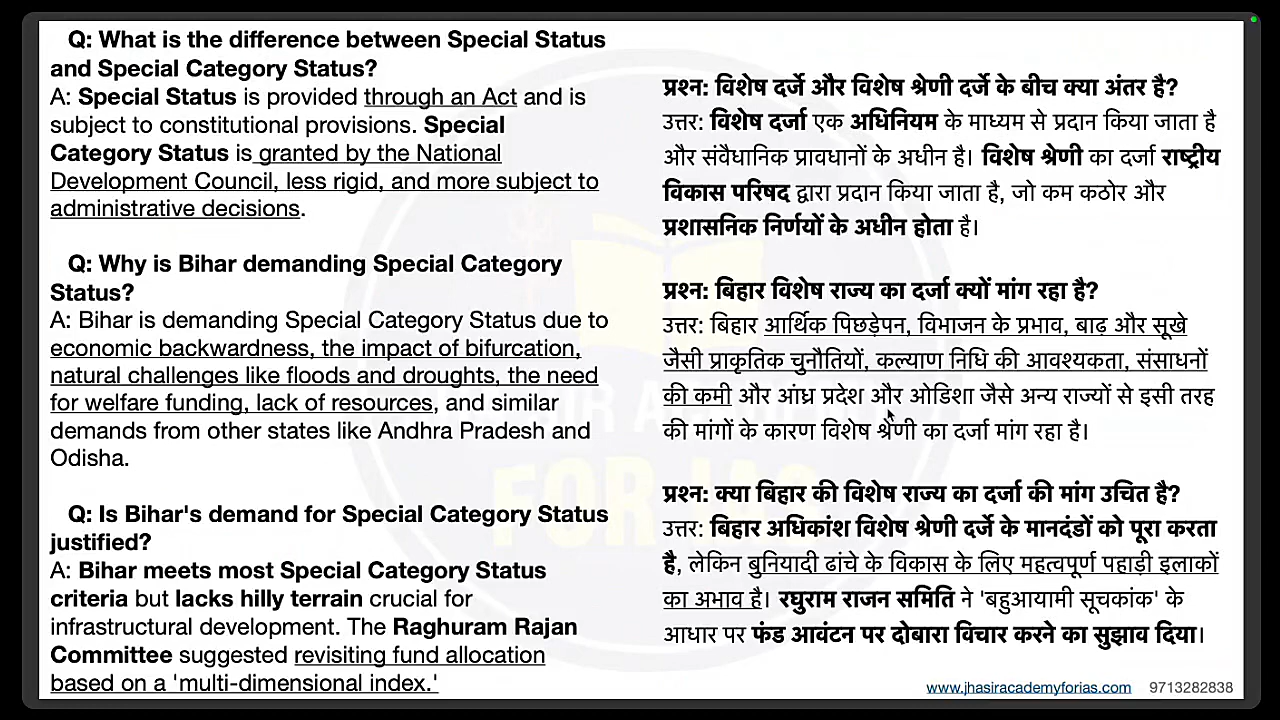 Q: What is the difference between Special Status
and Special Category Status?
A: Special Status is provided through an Act and is
subject to constitutional provisions. Special
Category Status is granted by the National
Development Council, less rigid, and more subject to
administrative decisions.
Q: Why is Bihar demanding Special Category
Status?
A: Bihar is demanding Special Category Status due to
economic backwardness, the impact of bifurcation,
natural challenges like floods and droughts, the need
for welfare funding, lack of resources, and similar
demands from other states like Andhra Pradesh and
Odisha.
Q: Is Bihar's demand for Special Category Status
justified?
A: Bihar meets most Special Category Status
criteria but lacks hilly terrain crucial for
infrastructural development. The Raghuram Rajan
Committee suggested revisiting fund allocation
based on a 'multi-dimensional index.'
प्रश्न: विशेष दर्जे और विशेष श्रेणी दर्जे के बीच क्या अंतर है?
उत्तर: विशेष दर्जा एक अधिनियम के माध्यम से प्रदान किया जाता है
और संवैधानिक प्रावधानों के अधीन है। विशेष श्रेणी का दर्जा राष्ट्रीय
विकास परिषद द्वारा प्रदान किया जाता है, जो कम कठोर और
प्रशासनिक निर्णयों के अधीन होता है।
प्रश्न: बिहार विशेष राज्य का दर्जा क्यों मांग रहा है?
उत्तर: बिहार आर्थिक पिछड़ेपन, विभाजन के प्रभाव, बाढ़ और सूखे
जैसी प्राकृतिक चुनौतियों, कल्याण निधि की आवश्यकता, संसाधनों
की कमी और आंध्र प्रदेश और ओडिशा जैसे अन्य राज्यों से इसी तरह
की मांगों के कारण विशेष श्रेणी का दर्जा मांग रहा है।
प्रश्न: क्या बिहार की विशेष राज्य का दर्जा की मांग उचित है?
उत्तर: बिहार अधिकांश विशेष श्रेणी दर्जे के मानदंडों को पूरा करता
है, लेकिन बुनियादी ढांचे के विकास के लिए महत्वपूर्ण पहाड़ी इलाकों
का अभाव है। रघुराम राजन समिति ने 'बहुआयामी सूचकांक' के
आधार पर फंड आवंटन पर दोबारा विचार करने का सुझाव दिया।
www.jhasiracademyforias.com 9713282838
FOR IAS